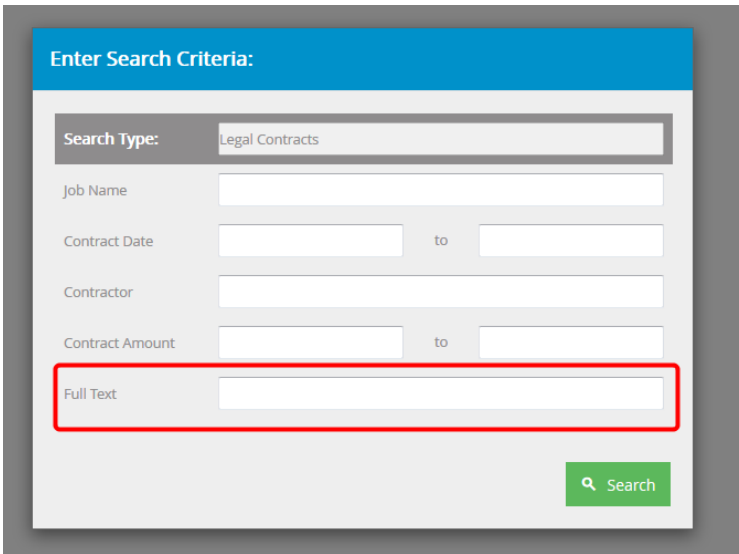 Enter Search Criteria:
Search Type: Legal Contracts
Job Name
Contract Date to
Contractor
Contract Amount to
Full Text
Search